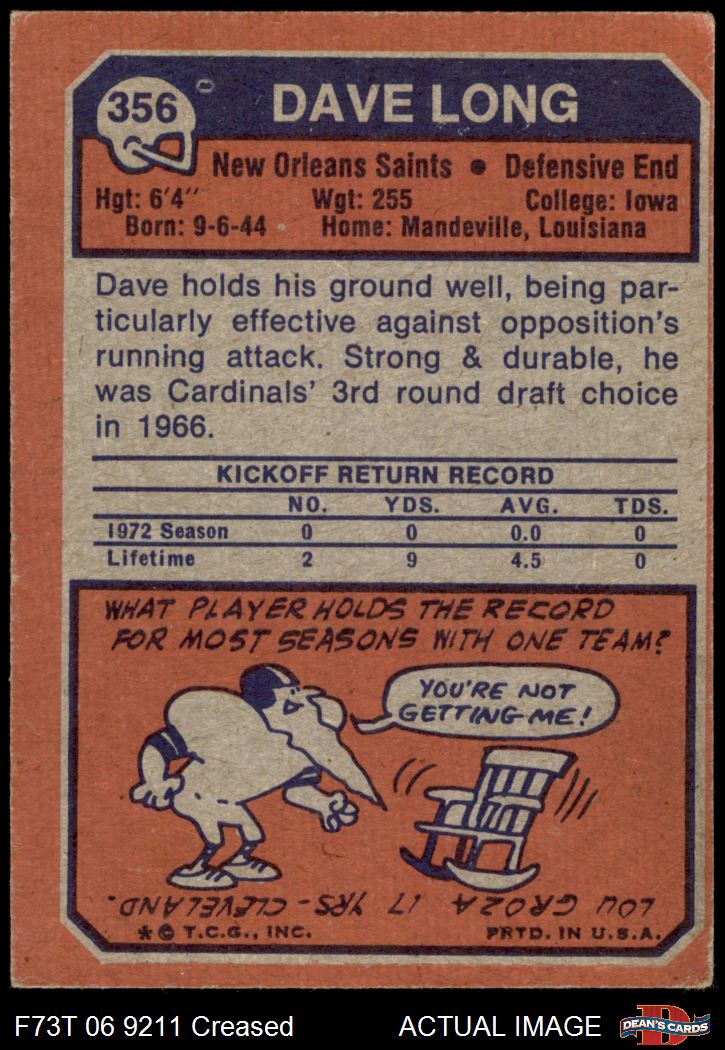 356
DAVE LONG
New Orleans Saints • Defensive End
Hgt: 6'4" Wgt: 255 College: Iowa
Born: 9-6-44 Home: Mandeville, Louisiana
Dave holds his ground well, being par-
ticularly effective against opposition's
running attack. Strong & durable, he
was Cardinals' 3rd round draft choice
in 1966.
KICKOFF RETURN RECORD
NO. YDS. AVG. TDS.
1972 Season 0 0 0.0 0
Lifetime 2 9 4.5 0
WHAT PLAYER HOLDS THE RECORD
FOR MOST SEASONS WITH ONE TEAM?
YOU'RE NOT
GETTING ME!
LOU GROZA 17 YRS-CLEVELAND.
*© T.C.G., INC. PRTD. IN U.S.A.
F73T 06 9211 Creased ACTUAL IMAGE
D
DEAN'S CARDS